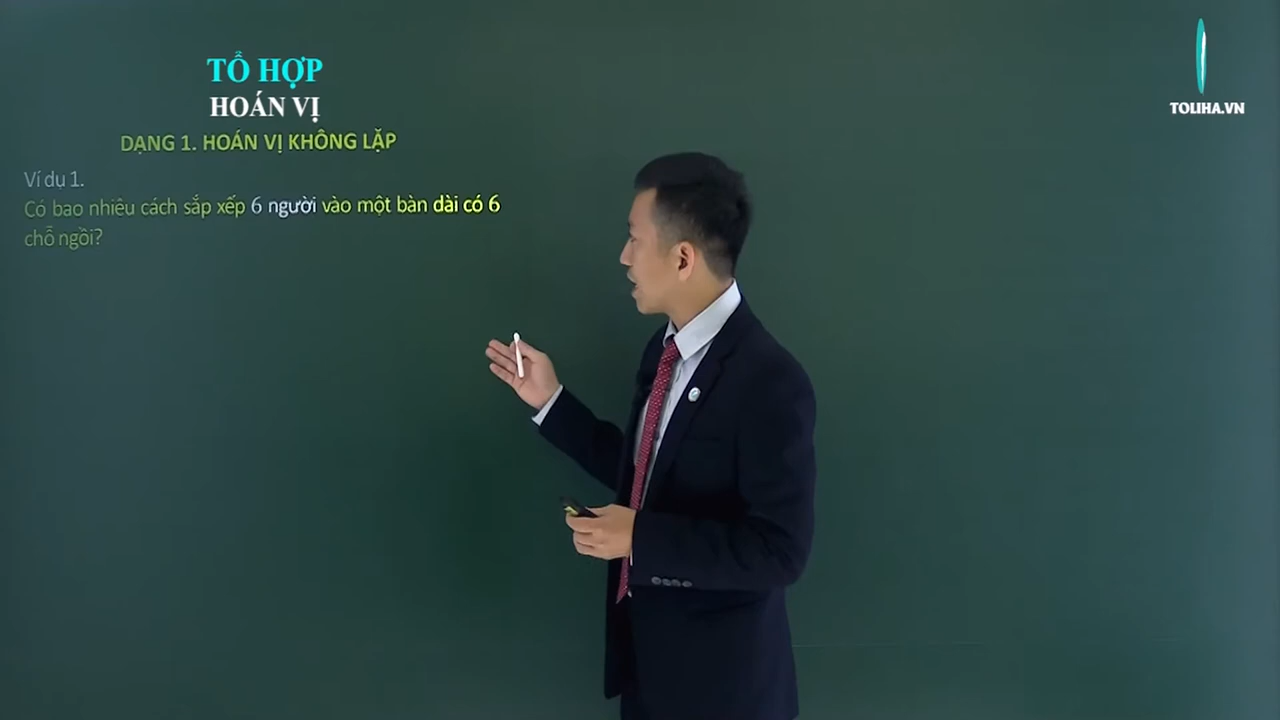 TỔ HỢP
HOÁN VỊ
DẠNG 1. HOÁN VỊ KHÔNG LẶP
Ví dụ 1.
Có bao nhiêu cách sắp xếp 6 người vào một bàn dài có 6
chỗ ngồi?
TOLIHA.VN